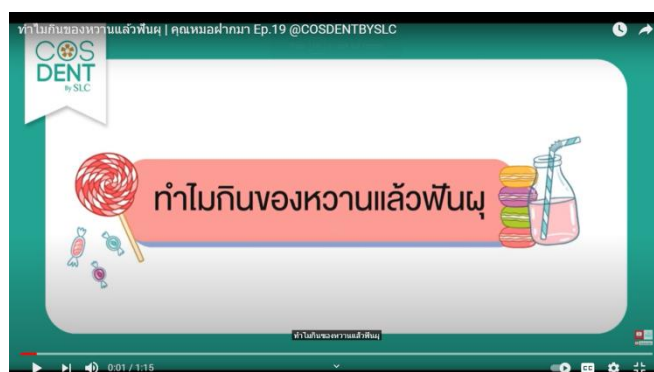 ทำไมกินของหวานแล้วฟันผุ | คุณหมอฝากมา Ep.19 @COSDENTBYSLC
COS
DENT
By SLC
ทำไมกินของหวานแล้วฟันผุ
ทำไมกินของหวานแล้วฟันผุ
0:01 / 1:15